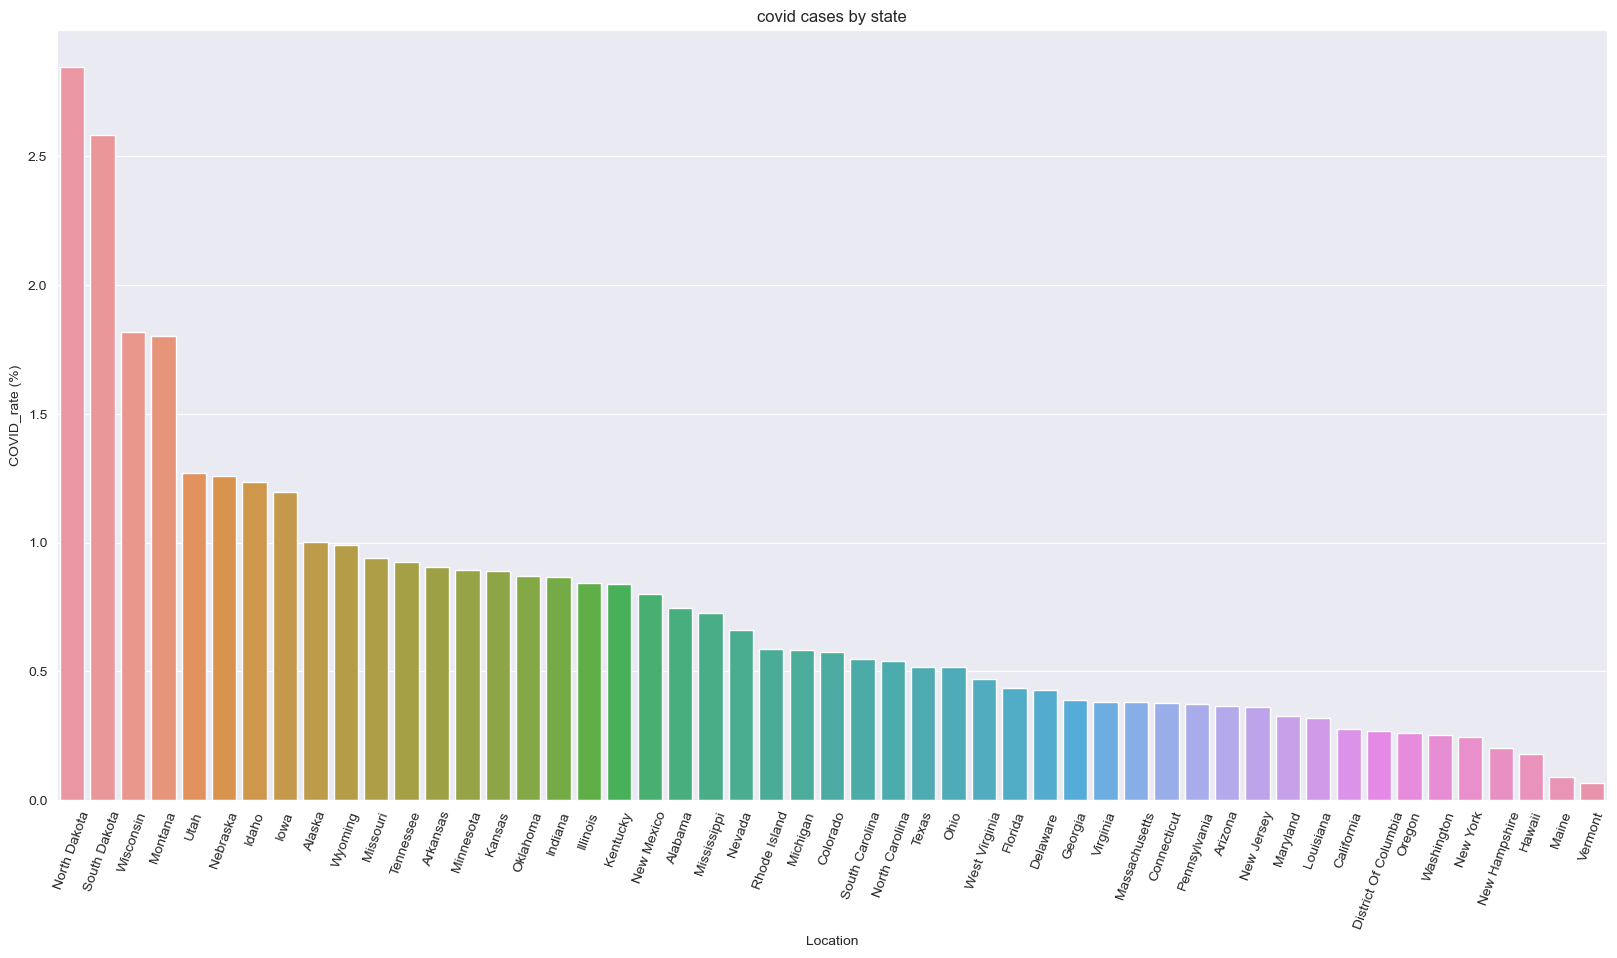 covid cases by state
COVID_rate (%)
2.5
2.0
1.5
1.0
0.5
0.0
North Dakota
South Dakota
Wisconsin
Montana
Utah
Nebraska
Idaho
Iowa
Alaska
Wyoming
Missouri
Tennessee
Arkansas
Minnesota
Kansas
Oklahoma
Indiana
Illinois
Kentucky
New Mexico
Alabama
Mississippi
Nevada
Rhode Island
Michigan
Colorado
South Carolina
North Carolina
Texas
Ohio
West Virginia
Florida
Delaware
Georgia
Virginia
Massachusetts
Connecticut
Pennsylvania
Arizona
New Jersey
Maryland
Louisiana
California
District Of Columbia
Oregon
Washington
New York
New Hampshire
Hawaii
Maine
Vermont
Location